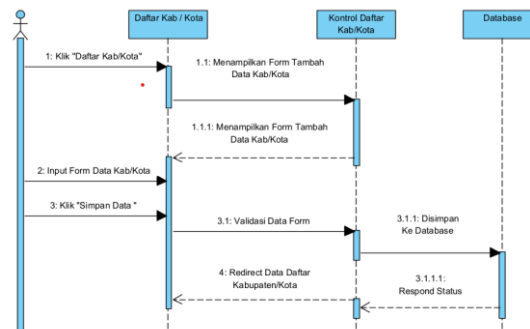 Daftar Kab / Kota
Kontrol Daftar
Kab/Kota
Database
1: Klik "Daftar Kab/Kota"
1.1: Menampilkan Form Tambah
Data Kab/Kota
1.1.1: Menampilkan Form Tambah
Data Kab/Kota
2: Input Form Data Kab/Kota
3: Klik "Simpan Data "
3.1: Validasi Data Form
3.1.1: Disimpan
Ke Database
4: Redirect Data Daftar
Kabupaten/Kota
3.1.1.1:
Respond Status